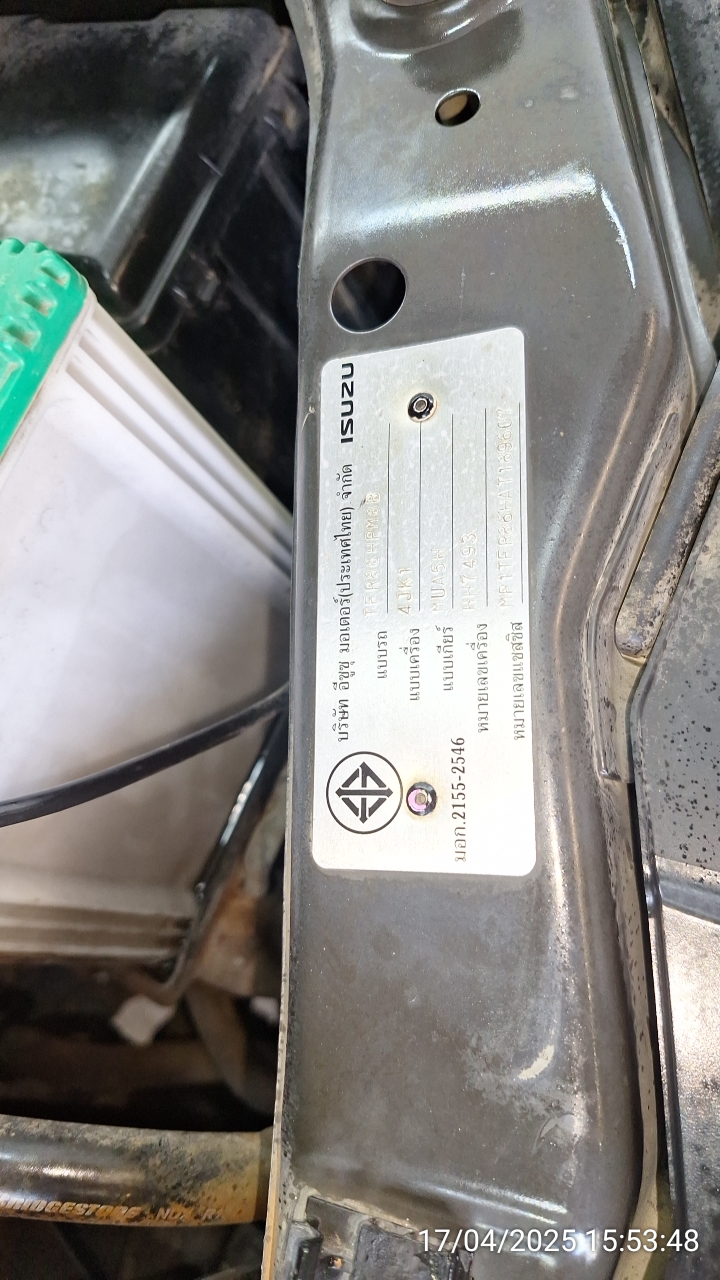 บริษัท อีซูซุ มอเตอร์(ประเทศไทย) จำกัด ISUZU
แบบรถ
แบบเครื่อง 4JK1
แบบเกียร์ MUA5H
หมายเลขเครื่อง HH7493
หมายเลขแชสซิส
มอก.2155-2546
BRIDGESTONE
17/04/2025 15:53:48